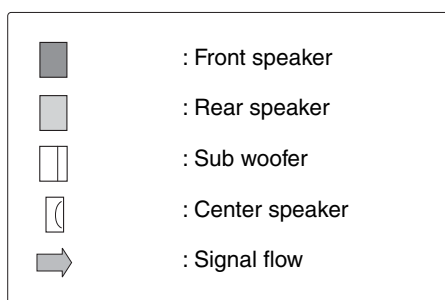 : Front speaker
: Rear speaker
: Sub woofer
: Center speaker
: Signal flow